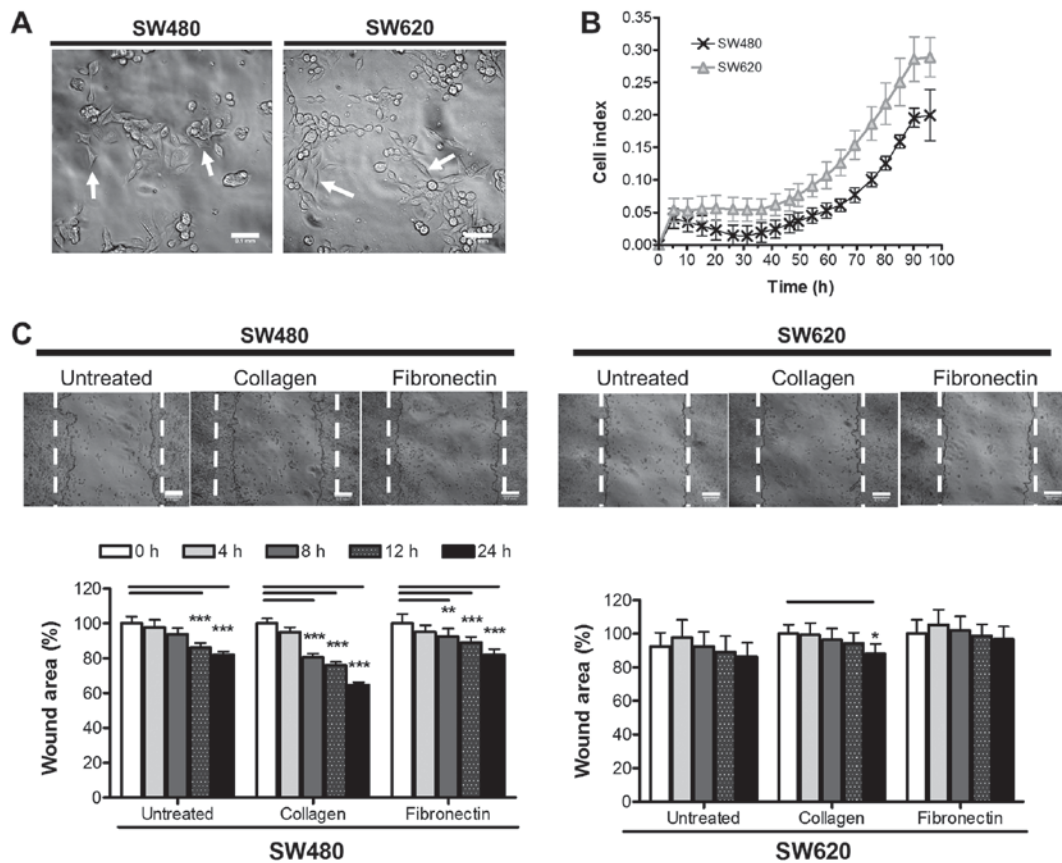 A
SW480
SW620
0.1 mm
B
SW480
SW620
Cell index
0.35
0.30
0.25
0.20
0.15
0.10
0.05
0.00
0 10 20 30 40 50 60 70 80 90 100
Time (h)
C
SW480
SW620
Untreated
Collagen
Fibronectin
Untreated
Collagen
Fibronectin
0 h
4 h
8 h
12 h
24 h
Wound area (%)
120
100
80
60
40
20
0
***
***
***
***
***
**
***
***
Untreated
Collagen
Fibronectin
SW480
Wound area (%)
120
100
80
60
40
20
0
*
Untreated
Collagen
Fibronectin
SW620